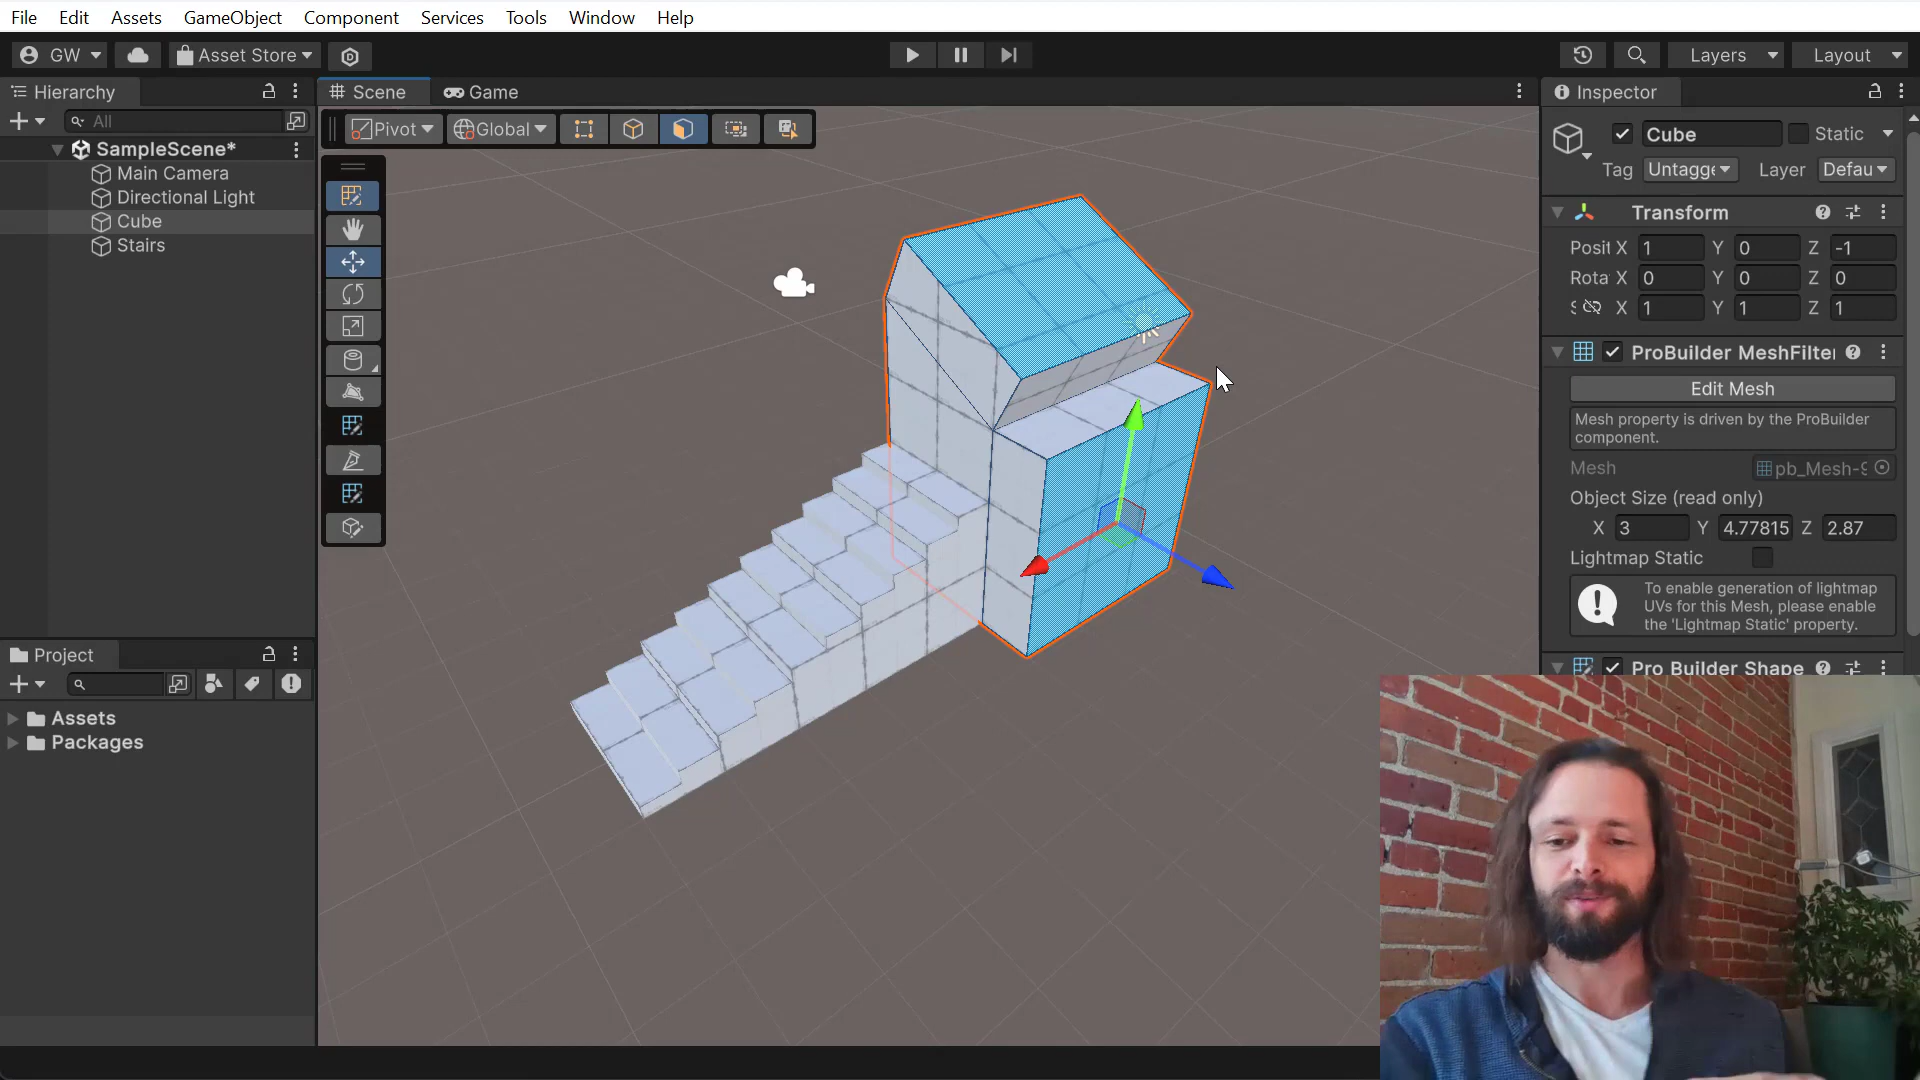 File Edit Assets GameObject Component Services Tools Window Help
GW Asset Store Layers Layout
Hierarchy
All
SampleScene*
Main Camera
Directional Light
Cube
Stairs
Scene Game
Pivot Global
Inspector
Cube Static
Tag Untagge Layer Defau
Transform
Posit X 1 Y 0 Z -1
Rota X 0 Y 0 Z 0
S X 1 Y 1 Z 1
ProBuilder MeshFilter
Edit Mesh
Mesh property is driven by the ProBuilder
component.
Mesh pb_Mesh-9
Object Size (read only)
X 3 Y 4.77815 Z 2.87
Lightmap Static
To enable generation of lightmap
UVs for this Mesh, please enable
the 'Lightmap Static' property.
Pro Builder Shape
Project
Assets
Packages